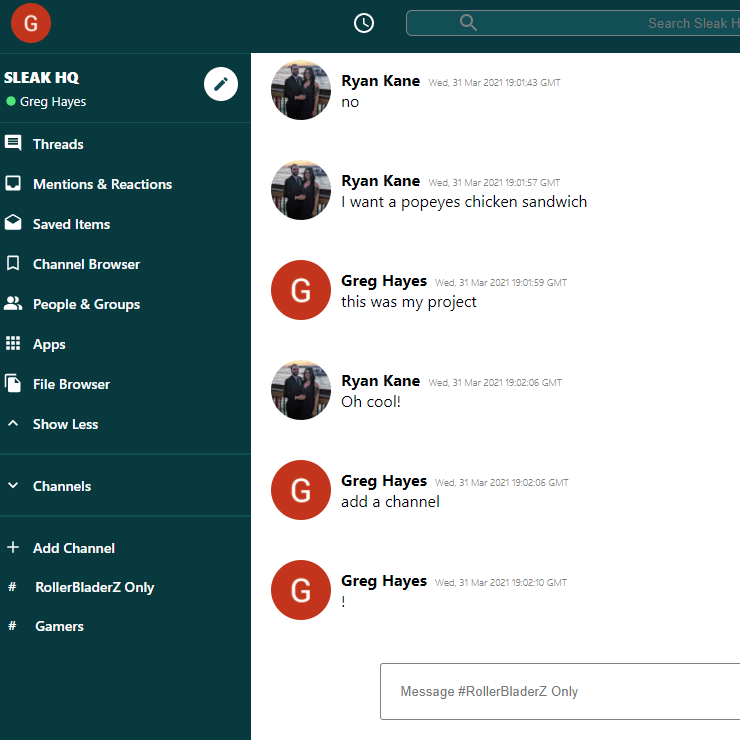 G
Search Sleak H
SLEAK HQ
Greg Hayes
Threads
Mentions & Reactions
Saved Items
Channel Browser
People & Groups
Apps
File Browser
Show Less
Channels
Add Channel
# RollerBladerZ Only
# Gamers
Ryan Kane Wed, 31 Mar 2021 19:01:43 GMT
no
Ryan Kane Wed, 31 Mar 2021 19:01:57 GMT
I want a popeyes chicken sandwich
G
Greg Hayes Wed, 31 Mar 2021 19:01:59 GMT
this was my project
Ryan Kane Wed, 31 Mar 2021 19:02:06 GMT
Oh cool!
G
Greg Hayes Wed, 31 Mar 2021 19:02:06 GMT
add a channel
G
Greg Hayes Wed, 31 Mar 2021 19:02:10 GMT
!
Message #RollerBladerZ Only